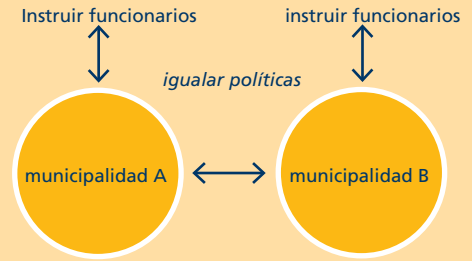 Instruir funcionarios
instruir funcionarios
igualar políticas
municipalidad A
municipalidad B